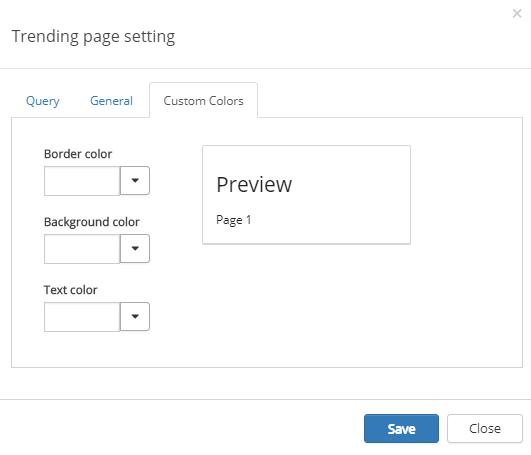 Trending page setting
Query General Custom Colors
Border color
Preview
Page 1
Background color
Text color
Save Close